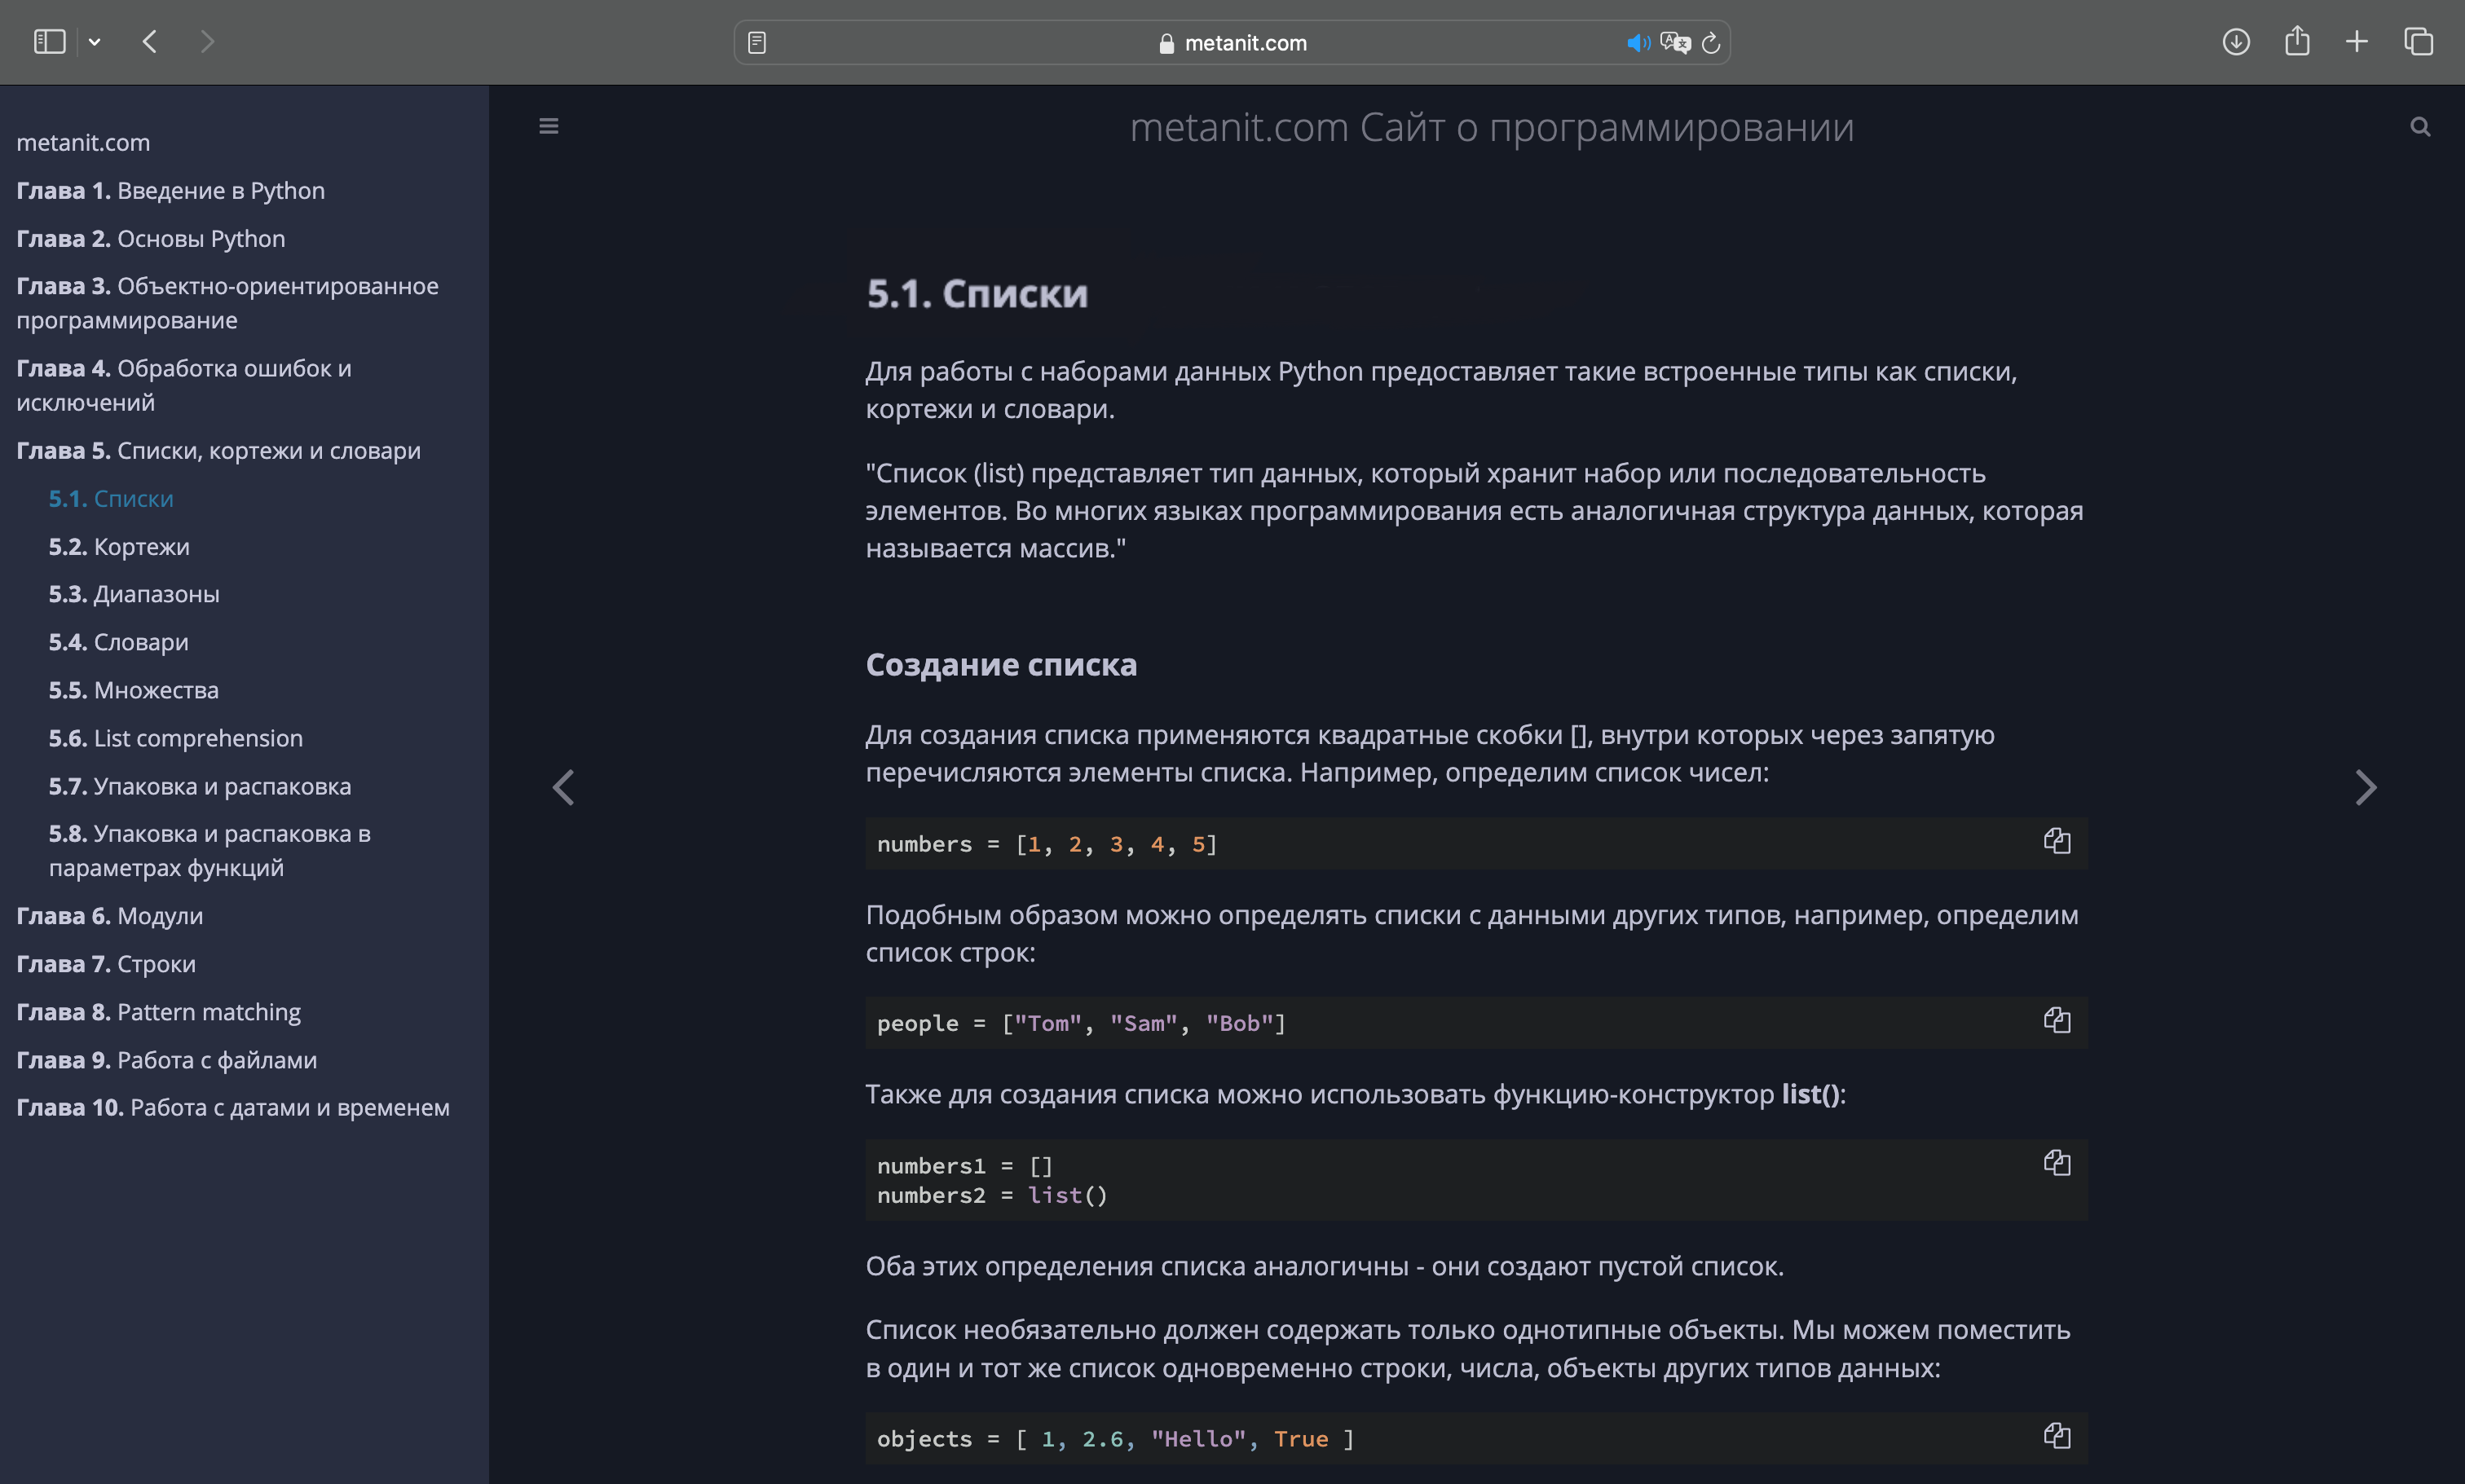 metanit.com
metanit.com
Глава 1. Введение в Python
Глава 2. Основы Python
Глава 3. Объектно-ориентированное
программирование
Глава 4. Обработка ошибок и
исключений
Глава 5. Списки, кортежи и словари
5.1. Списки
5.2. Кортежи
5.3. Диапазоны
5.4. Словари
5.5. Множества
5.6. List comprehension
5.7. Упаковка и распаковка
5.8. Упаковка и распаковка в
параметрах функций
Глава 6. Модули
Глава 7. Строки
Глава 8. Pattern matching
Глава 9. Работа с файлами
Глава 10. Работа с датами и временем
metanit.com Сайт о программировании
5.1. Списки
Для работы с наборами данных Python предоставляет такие встроенные типы как списки,
кортежи и словари.
"Список (list) представляет тип данных, который хранит набор или последовательность
элементов. Во многих языках программирования есть аналогичная структура данных, которая
называется массив."
Создание списка
Для создания списка применяются квадратные скобки [], внутри которых через запятую
перечисляются элементы списка. Например, определим список чисел:
numbers = [1, 2, 3, 4, 5]
Подобным образом можно определять списки с данными других типов, например, определим
список строк:
people = ["Tom", "Sam", "Bob"]
Также для создания списка можно использовать функцию-конструктор list():
numbers1 = []
numbers2 = list()
Оба этих определения списка аналогичны - они создают пустой список.
Список необязательно должен содержать только однотипные объекты. Мы можем поместить
в один и тот же список одновременно строки, числа, объекты других типов данных:
objects = [ 1, 2.6, "Hello", True ]